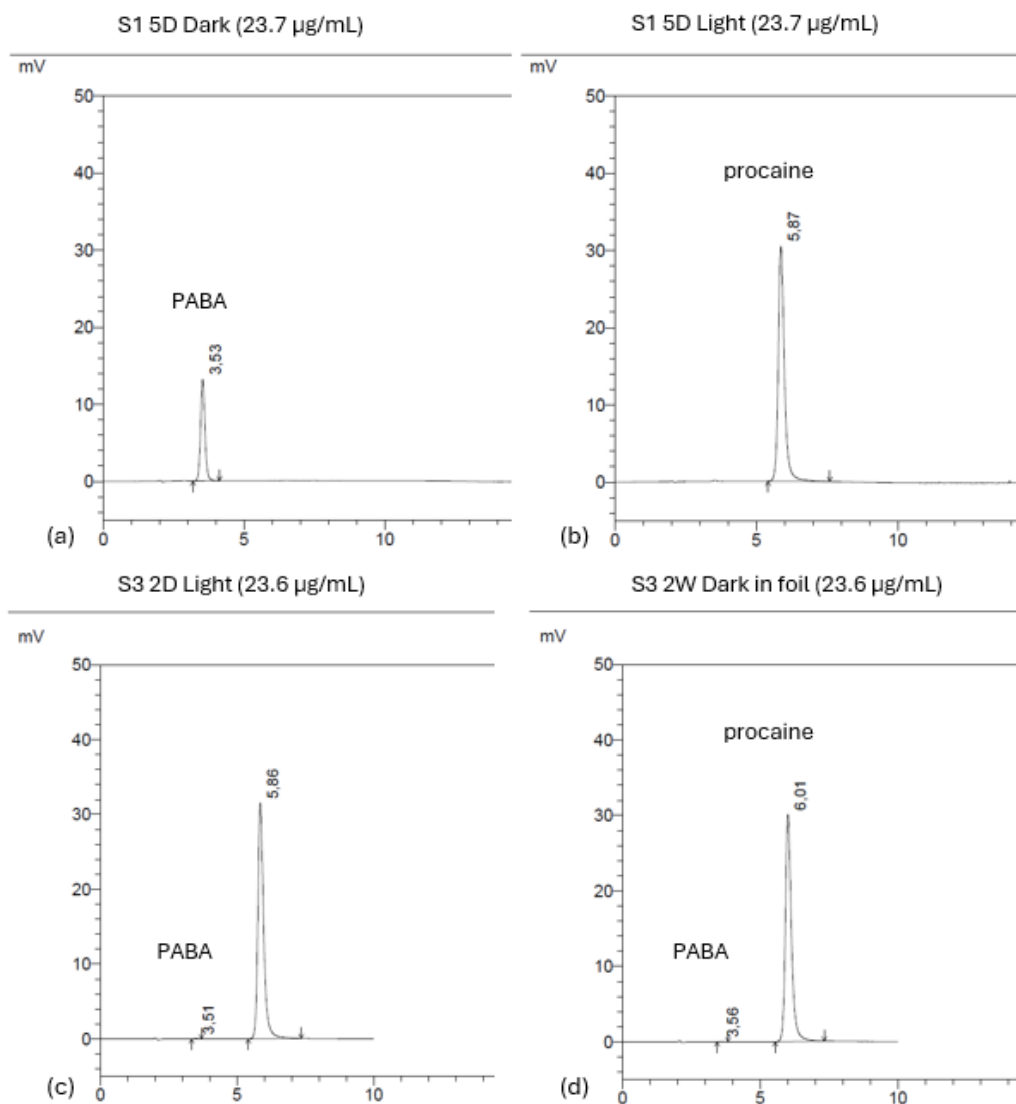 S1 5D Dark (23.7 µg/mL)
mV
50
40
30
20
10
0
PABA
3,53
0
10
(a)
S1 5D Light (23.7 µg/mL)
mV
50
40
30
20
10
0
procaine
5,87
0
5
10
(b)
S3 2D Light (23.6 µg/mL)
mV
50
40
30
20
10
0
PABA
3,51
5,86
0
5
10
(c)
S3 2W Dark in foil (23.6 µg/mL)
mV
50
40
30
20
10
0
procaine
PABA
3,56
6,01
0
5
10
(d)